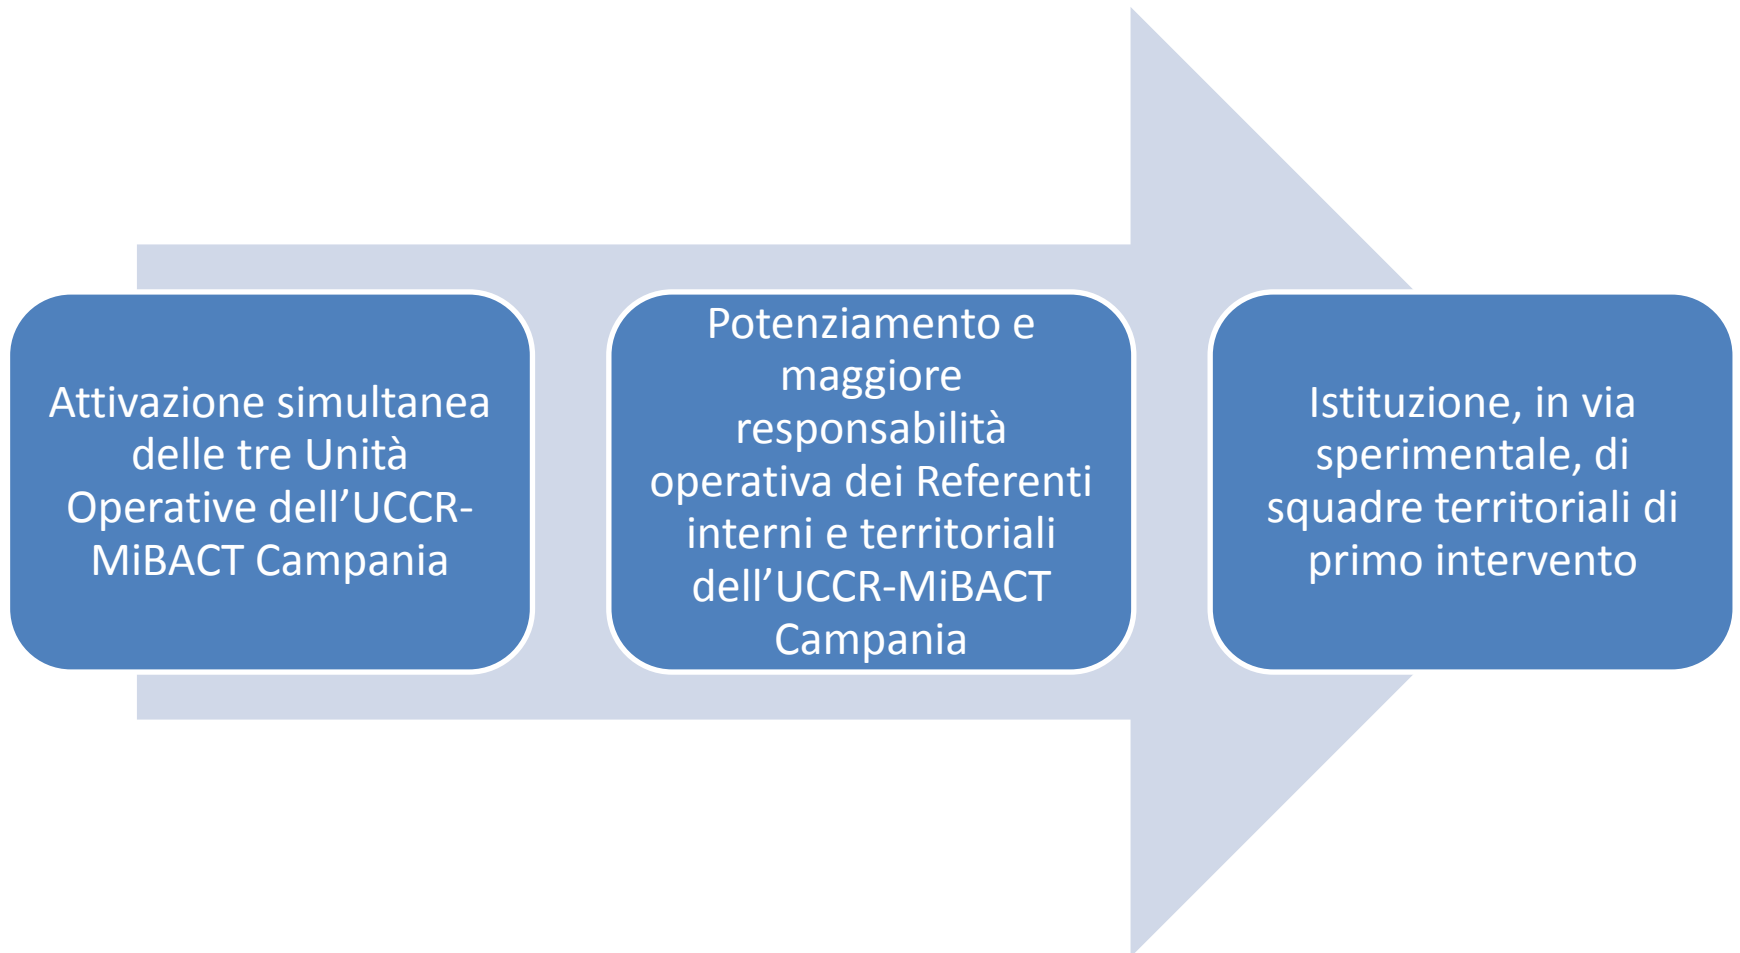 Attivazione simultanea
delle tre Unità
Operative dell’UCCR-
MiBACT Campania
Potenziamento e
maggiore
responsabilità
operativa dei Referenti
interni e territoriali
dell’UCCR-MiBACT
Campania
Istituzione, in via
sperimentale, di
squadre territoriali di
primo intervento